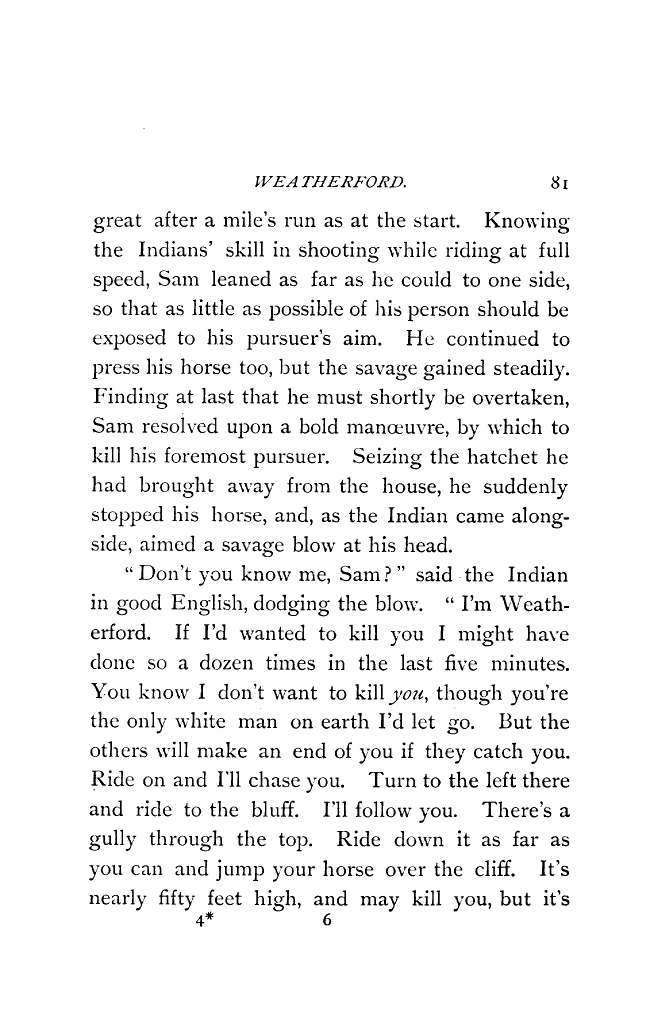 WEATHERFORD. 81
great after a mile's run as at the start. Knowing
the Indians' skill in shooting while riding at full
speed, Sam leaned as far as he could to one side,
so that as little as possible of his person should be
exposed to his pursuer's aim. He continued to
press his horse too, but the savage gained steadily.
Finding at last that he must shortly be overtaken,
Sam resolved upon a bold manœuvre, by which to
kill his foremost pursuer. Seizing the hatchet he
had brought away from the house, he suddenly
stopped his horse, and, as the Indian came along-
side, aimed a savage blow at his head.
"Don't you know me, Sam?" said the Indian
in good English, dodging the blow. "I'm Weath-
erford. If I'd wanted to kill you I might have
done so a dozen times in the last five minutes.
You know I don't want to kill you, though you're
the only white man on earth I'd let go. But the
others will make an end of you if they catch you.
Ride on and I'll chase you. Turn to the left there
and ride to the bluff. I'll follow you. There's a
gully through the top. Ride down it as far as
you can and jump your horse over the cliff. It's
nearly fifty feet high, and may kill you, but it's
4* 6